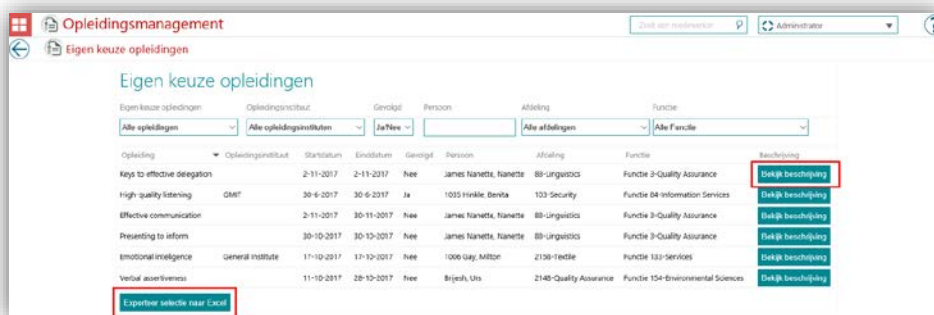 Opleidingsmanagement
Zoek een medewerker
Administrator
?
Eigen keuze opleidingen
Eigen keuze opleidingen
Eigen keuze opleidingen Opleidingsinstituut Gevolgd Persoon Afdeling Functie
Alle opleidingen Alle opleidingsinstituten Ja/Nee Alle afdelingen Alle Functie
Opleiding Opleidingsinstituut Startdatum Einddatum Gevolgd Persoon Afdeling Functie Beschrijving
Keys to effective delegation 2-11-2017 2-11-2017 Nee James Nanette, Nanette 88-Linguistics Functie 3-Quality Assurance Bekijk beschrijving
High-quality listening GMIT 30-6-2017 30-6-2017 Ja 1035 Hinkle, Benita 103-Security Functie 84-Information Services Bekijk beschrijving
Effective communication 2-11-2017 30-11-2017 Nee James Nanette, Nanette 88-Linguistics Functie 3-Quality Assurance Bekijk beschrijving
Presenting to inform 30-10-2017 30-10-2017 Nee James Nanette, Nanette 88-Linguistics Functie 3-Quality Assurance Bekijk beschrijving
Emotional intelligence General Institute 17-10-2017 17-10-2017 Nee 1006 Gay, Milton 2158-Textile Functie 133-Services Bekijk beschrijving
Verbal assertiveness 11-10-2017 28-10-2017 Nee Brijesh, Urs 2148-Quality Assurance Functie 154-Environmental Sciences Bekijk beschrijving
Exporteer selectie naar Excel